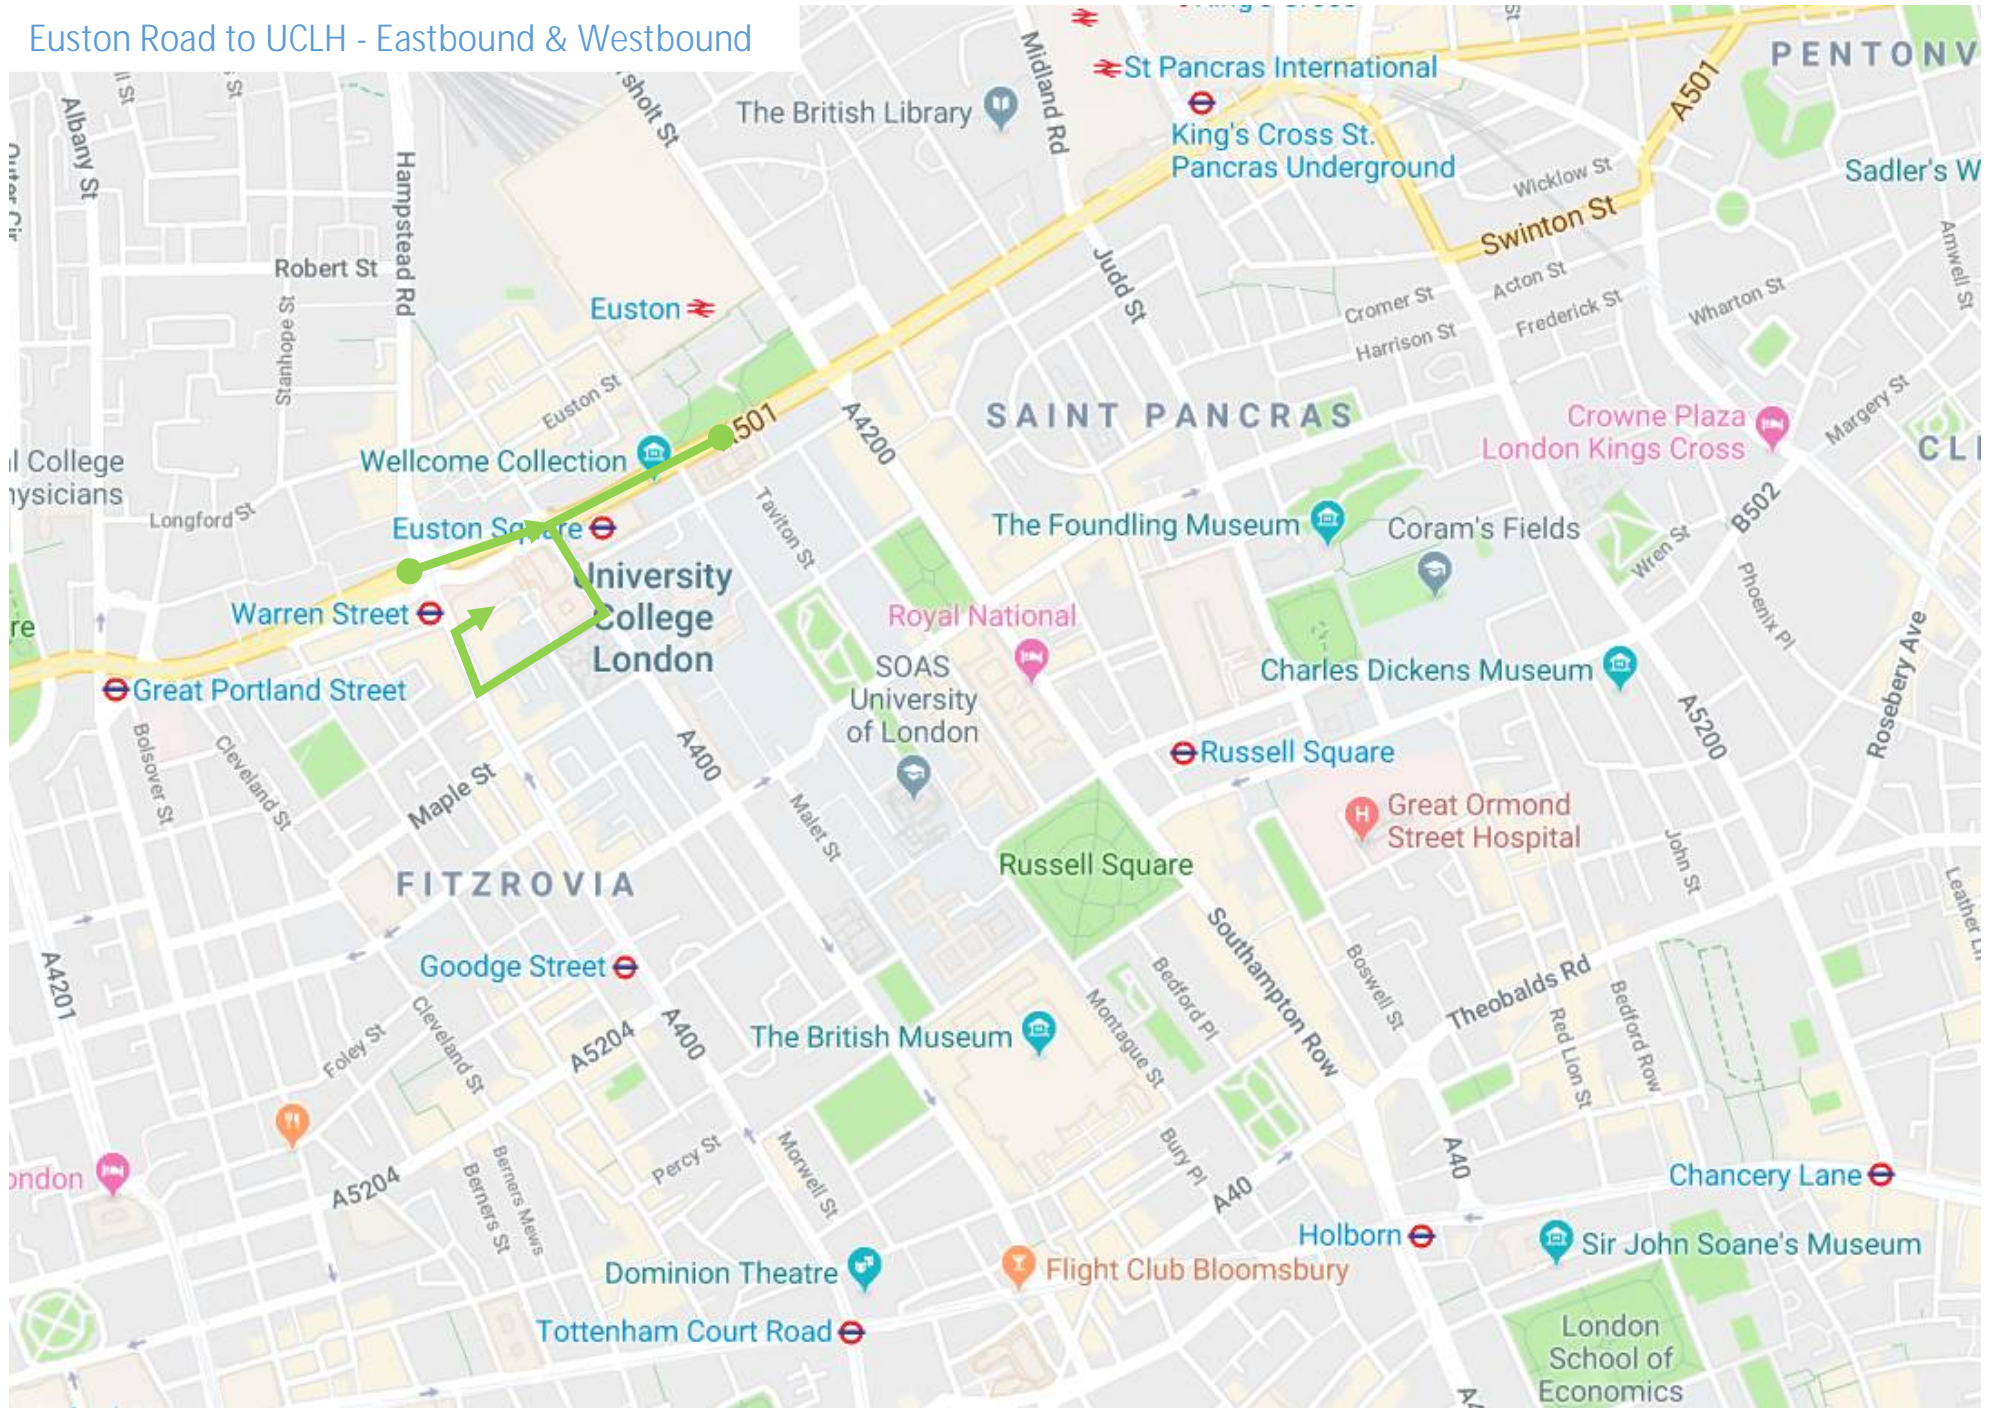 Euston Road to UCLH - Eastbound & Westbound
St Pancras International
PENTONV
The British Library
Midland Rd
A501
Albany St
Hampstead Rd
King's Cross St.
Pancras Underground
Wicklow St
Sadler's W
Swinton St
Amwell St
Robert St
Judd St
Acton St
Stanhope St
Euston
Cromer St
Frederick St
Wharton St
Harrison St
Euston St
A4200
SAINT PANCRAS
Crowne Plaza
London Kings Cross
Margery St
CLE
501
l College
hysicians
Wellcome Collection
Longford St
Taviton St
B502
Euston Square
The Foundling Museum
Coram's Fields
Wren St
University
College
London
Phoenix Pl
Warren Street
Royal National
re
SOAS
University
of London
Charles Dickens Museum
Rosebery Ave
Great Portland Street
A5200
Bolsover St
Cleveland St
A400
Russell Square
Maple St
Malet St
Great Ormond
Street Hospital
John St
Russell Square
FITZROVIA
Southampton Row
Boswell St
Theobalds Rd
Goodge Street
A4201
Bedford Pl
Montague St
Red Lion St
Bedford Row
Cleveland St
Foley St
A5204
A400
The British Museum
Percy St
Morwell St
Bury Pl
A40
A40
ondon
A5204
Berners St
Berners Mews
Chancery Lane
Holborn
Sir John Soane's Museum
Dominion Theatre
Flight Club Bloomsbury
Tottenham Court Road
London
School of
Economics